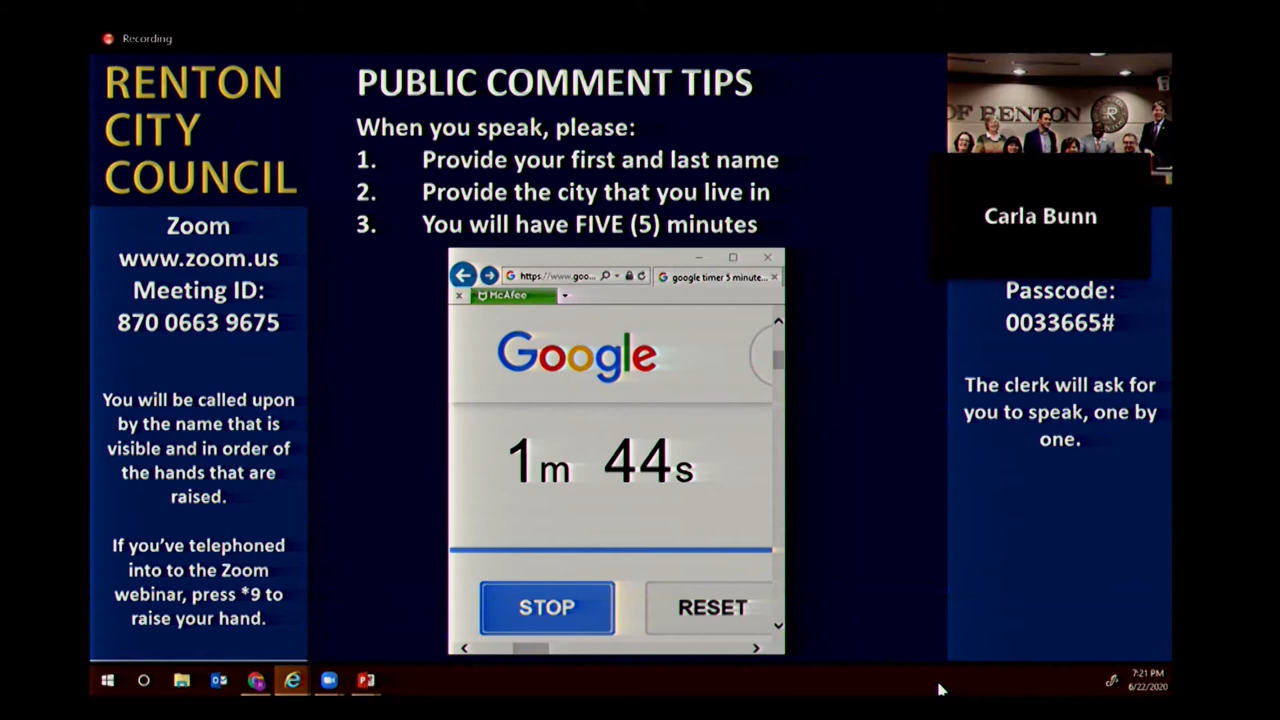 Recording
RENTON
CITY
COUNCIL
Zoom
www.zoom.us
Meeting ID:
870 0663 9675
You will be called upon
by the name that is
visible and in order of
the hands that are
raised.
If you've telephoned
into to the Zoom
webinar, press *9 to
raise your hand.
PUBLIC COMMENT TIPS
When you speak, please:
1. Provide your first and last name
2. Provide the city that you live in
3. You will have FIVE (5) minutes
https://www.goo...
google timer 5 minute...
McAfee
Google
1m 44s
STOP
RESET
OF RENTON
R
Carla Bunn
Passcode:
0033665#
The clerk will ask for
you to speak, one by
one.
7:21 PM
6/22/2020